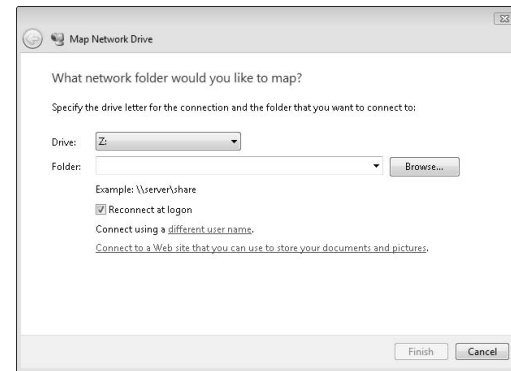 Map Network Drive
What network folder would you like to map?
Specify the drive letter for the connection and the folder that you want to connect to:
Drive: Z:
Folder: Browse...
Example: \\server\share
Reconnect at logon
Connect using a different user name.
Connect to a Web site that you can use to store your documents and pictures.
Finish Cancel